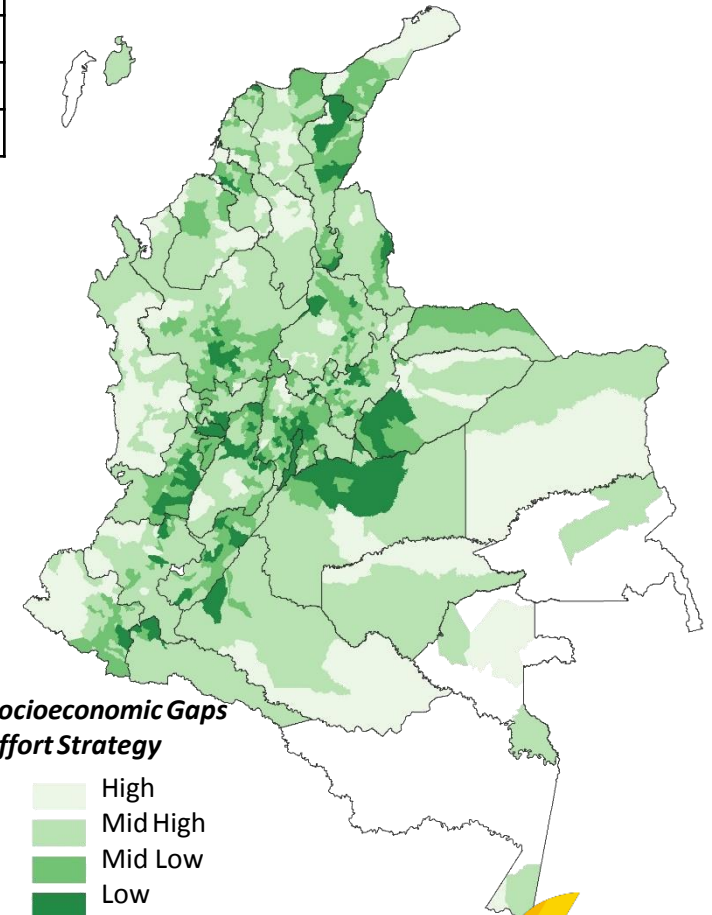 ocioeconomic Gaps
ffort Strategy
High
Mid High
Mid Low
Low